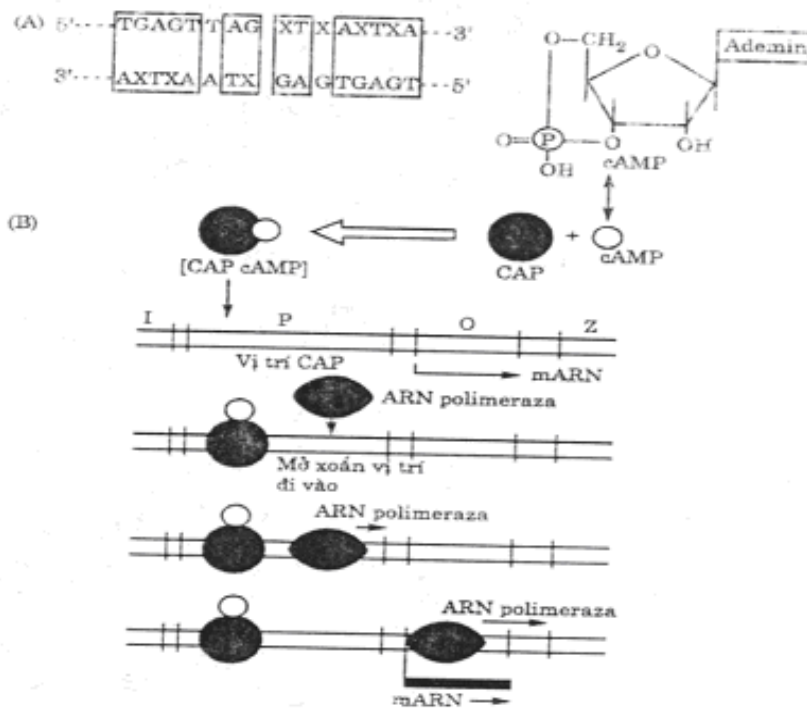 (A) 5'---- TGAGT T AG XT X AXTXA ---3'
3'---- AXTXA A TX GA G TGAGT ---5'
O—CH2
O
Ademin
O=P—O
OH
OH
cAMP
(B)
[CAP cAMP]
CAP + cAMP
I P O Z
Vị trí CAP
mARN
ARN polimeraza
Mở xoắn vị trí
đi vào
ARN polimeraza
ARN polimeraza
mARN